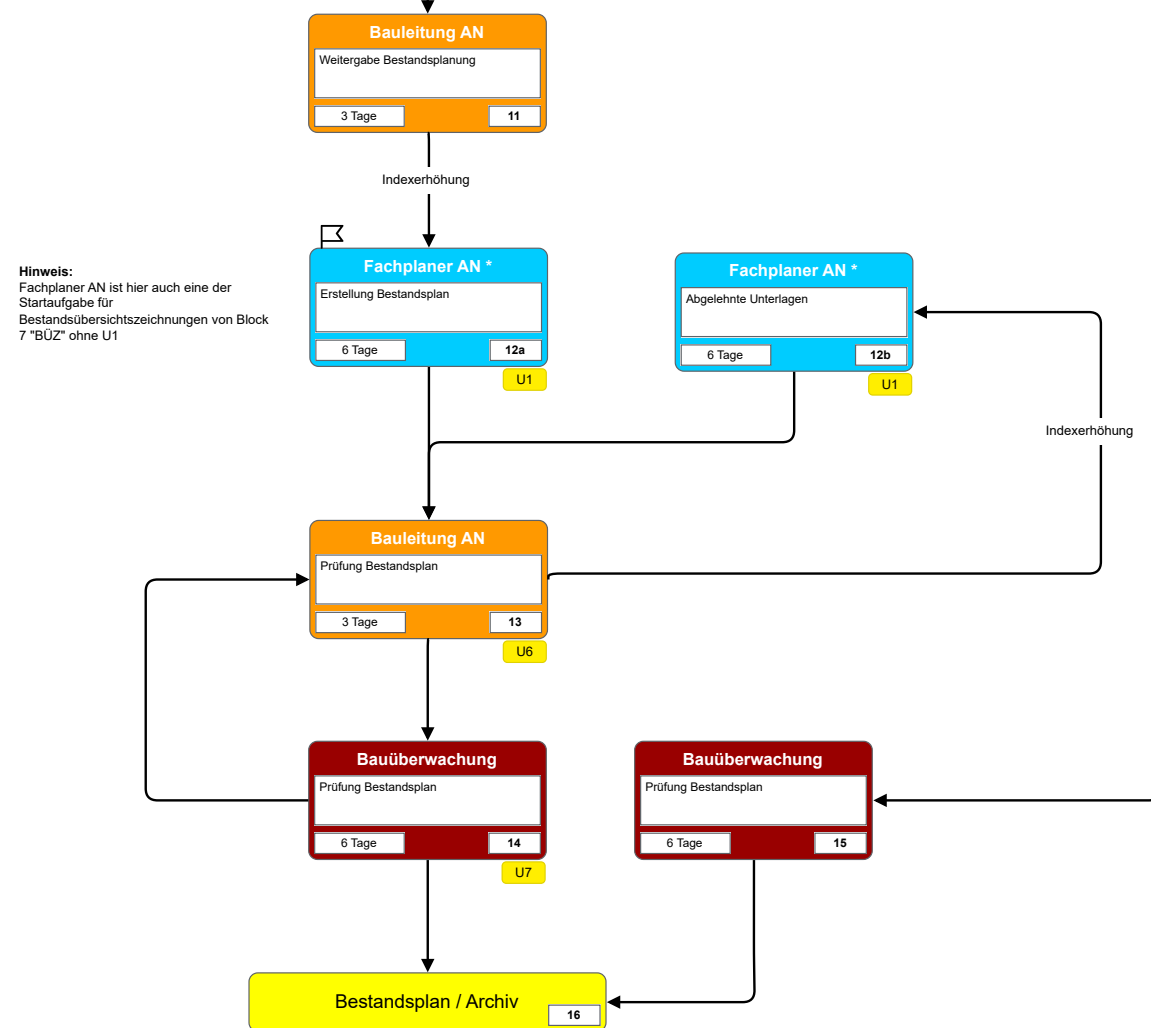 Bauleitung AN
Weitergabe Bestandsplanung
3 Tage
11
Indexerhöhung
Hinweis:
Fachplaner AN ist hier auch eine der
Startaufgabe für
Bestandsübersichtszeichnungen von Block
7 "BÜZ" ohne U1
Fachplaner AN *
Erstellung Bestandsplan
6 Tage
12a
U1
Fachplaner AN *
Abgelehnte Unterlagen
6 Tage
12b
U1
Indexerhöhung
Bauleitung AN
Prüfung Bestandsplan
3 Tage
13
U6
Bauüberwachung
Prüfung Bestandsplan
6 Tage
14
U7
Bauüberwachung
Prüfung Bestandsplan
6 Tage
15
Bestandsplan / Archiv
16